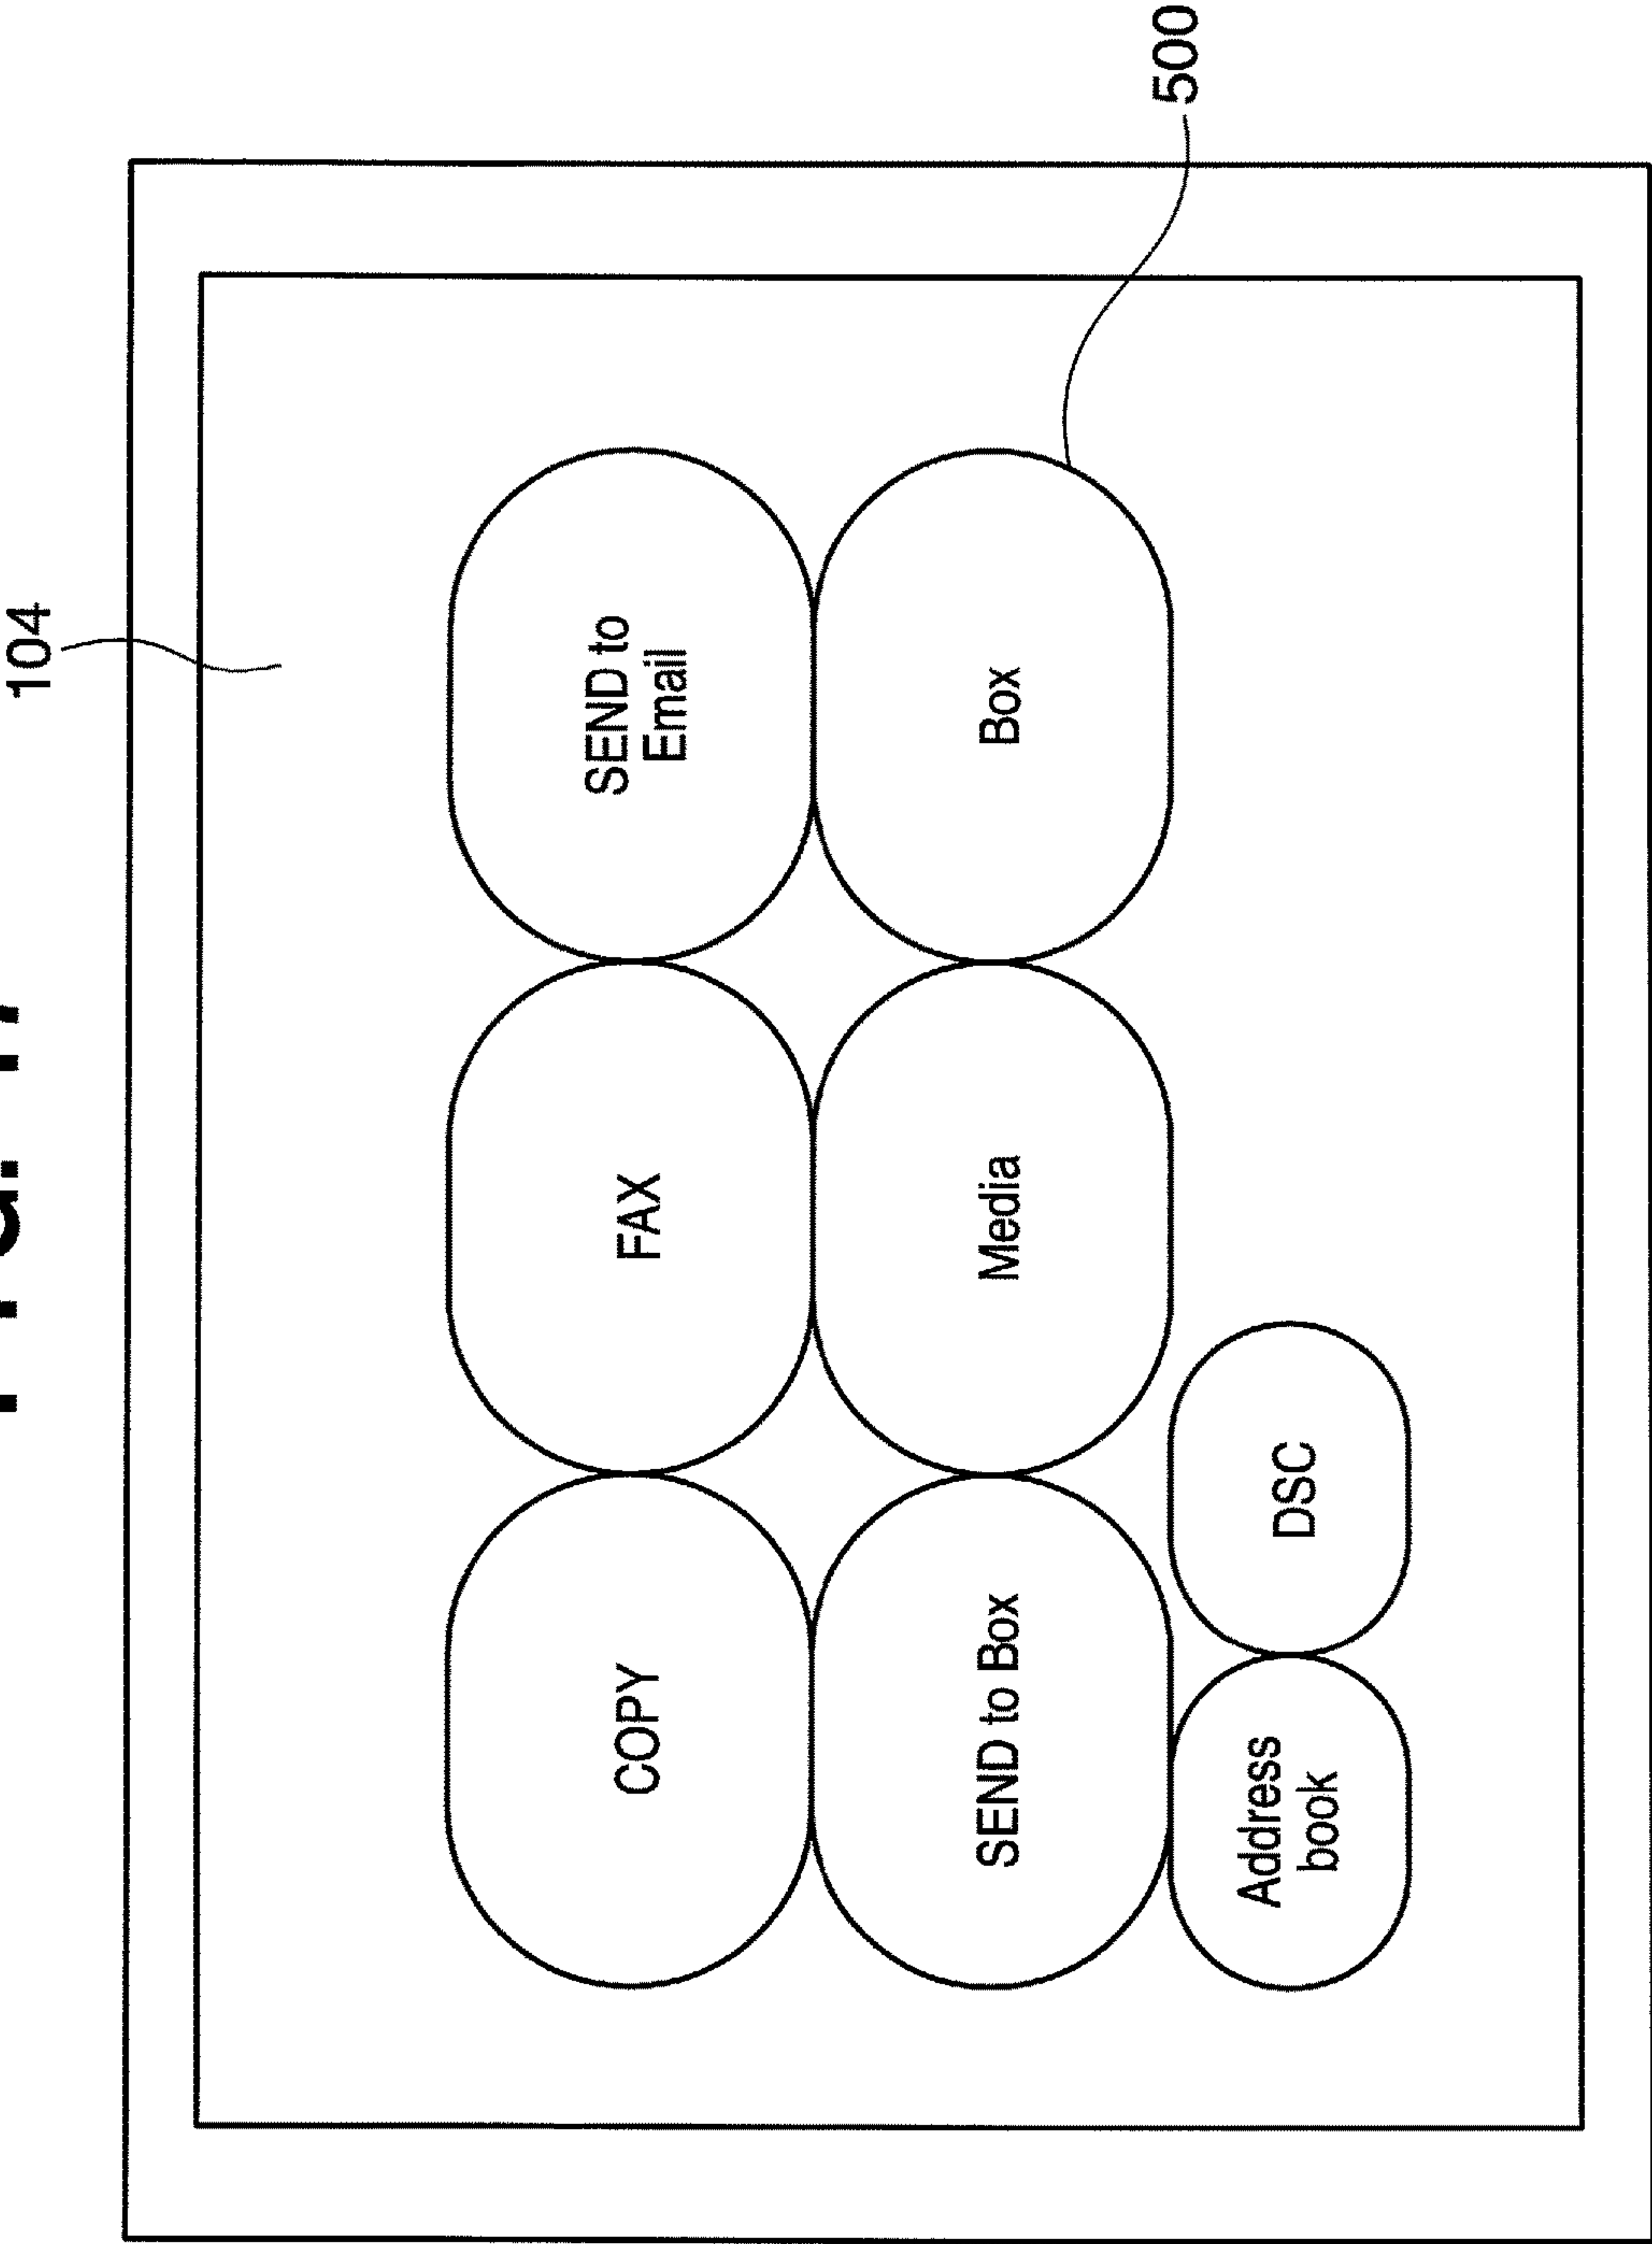 104
COPY
FAX
SEND to
Email
SEND to Box
Media
Box
500
Address
book
DSC